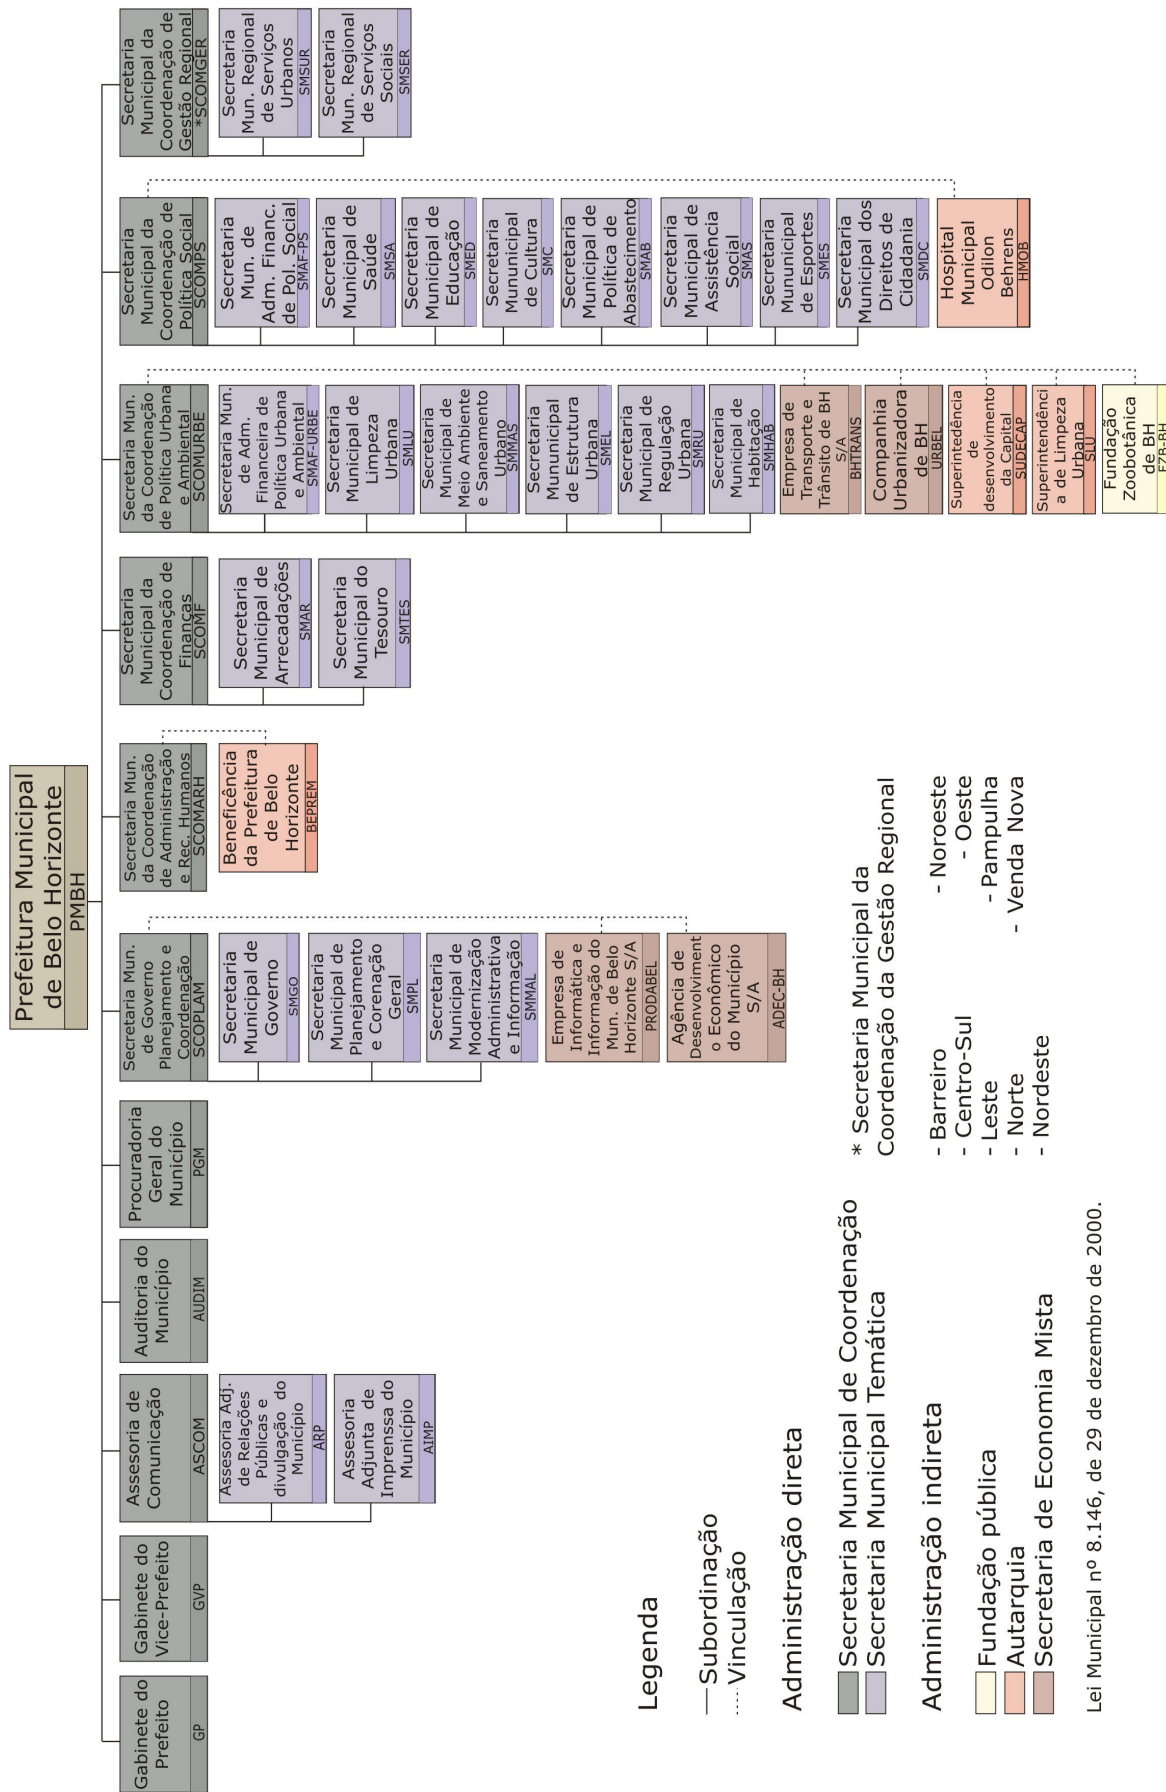 Prefeitura Municipal
de Belo Horizonte
PMBH
Gabinete do
Prefeito
GP
Gabinete do
Vice-Prefeito
GVP
Assessoria de
Comunicação
ASCOM
Assessoria Adj.
de Relações
Públicas e
divulgação do
Município
ARP
Assesoria
Adjunta de
Imprenssa do
Município
AIMP
Auditoria do
Município
AUDIM
Procuradoria
Geral do
Município
PGM
Secretaria Mun.
de Governo
Planejamento e
Coordenação
SCOPLAM
Secretaria
Municipal de
Governo
SMGO
Secretaria
Municipal de
Planejamento
e Corenação
Geral
SMPL
Secretaria
Municipal de
Modernização
Administrativa
e Informação
SMMAL
Empresa de
Informática e
Informação do
Mun. de Belo
Horizonte S/A
PRODABEL
Agência de
Desenvolviment
o Econômico
do Município
S/A
ADEC-BH
Secretaria Mun.
da Coordenação
de Administração
e Rec. Humanos
SCOMARH
Beneficência
da Prefeitura
de Belo
Horizonte
BEPREM
Secretaria
Municipal da
Coordenação de
Finanças
SCOMF
Secretaria
Municipal de
Arrecadações
SMAR
Secretaria
Municipal do
Tesouro
SMTES
Secretaria Mun.
da Coordenação
de Política Urbana
e Ambiental
SCOMURBE
Secretaria Mun.
de Adm.
Financeira de
Política Urbana
e Ambiental
SMAF-URBE
Secretaria
Municipal de
Limpeza
Urbana
SMLU
Secretaria
Municipal de
Meio Ambiente
e Saneamento
Urbano
SMMAS
Secretaria
Mununicipal
de Estrutura
Urbana
SMEL
Secretaria
Municipal de
Regulação
Urbana
SMRU
Secretaria
Municipal de
Habitação
SMHAB
Empresa de
Transporte e
Trânsito de BH
S/A
BHTRANS
Companhia
Urbanizadora
de BH
URBEL
Superintedência
de
desenvolvimento
da Capital
SUDECAP
Superintendênci
a de Limpeza
Urbana
SLU
Fundação
Zoobotânica
de BH
FZB-BH
Secretaria
Municipal da
Coordenação de
Política Social
SCOMPS
Secretaria
Mun. de
Adm. Financ.
de Pol. Social
SMAF-PS
Secretaria
Municipal de
Saúde
SMSA
Secretaria
Municipal de
Educação
SMED
Secretaria
Mununicipal
de Cultura
SMC
Secretaria
Municipal de
Política de
Abastecimento
SMAB
Secretaria
Municipal de
Assistência
Social
SMAS
Secretaria
Mununicipal
de Esportes
SMES
Secretaria
Municipal dos
Direitos de
Cidadania
SMDC
Hospital
Municipal
Odilon
Behrens
HMOB
Secretaria
Municipal da
Coordenação de
Gestão Regional
*SCOMGER
Secretaria
Mun. Regional
de Serviços
Urbanos
SMSUR
Secretaria
Mun. Regional
de Serviços
Sociais
SMSER
Legenda
Subordinação
Vinculação
Administração direta
Secretaria Municipal de Coordenação
Secretaria Municipal Temática
Administração indireta
Fundação pública
Autarquia
Secretaria de Economia Mista
* Secretaria Municipal da
Coordenação da Gestão Regional
- Barreiro
- Centro-Sul
- Leste
- Norte
- Nordeste
- Noroeste
- Oeste
- Pampulha
- Venda Nova
Lei Municipal nº 8.146, de 29 de dezembro de 2000.